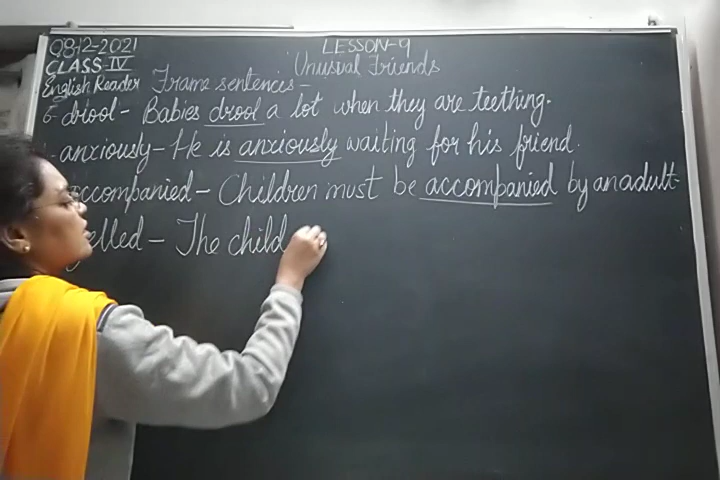 08-12-2021
LESSON-9
CLASS-IV
Unusual Friends
English Reader
Frame sentences-
6- drool - Babies drool a lot when they are teething.
- anxiously - He is anxiously waiting for his friend.
accompanied - Children must be accompanied by an adult.
elled - The child